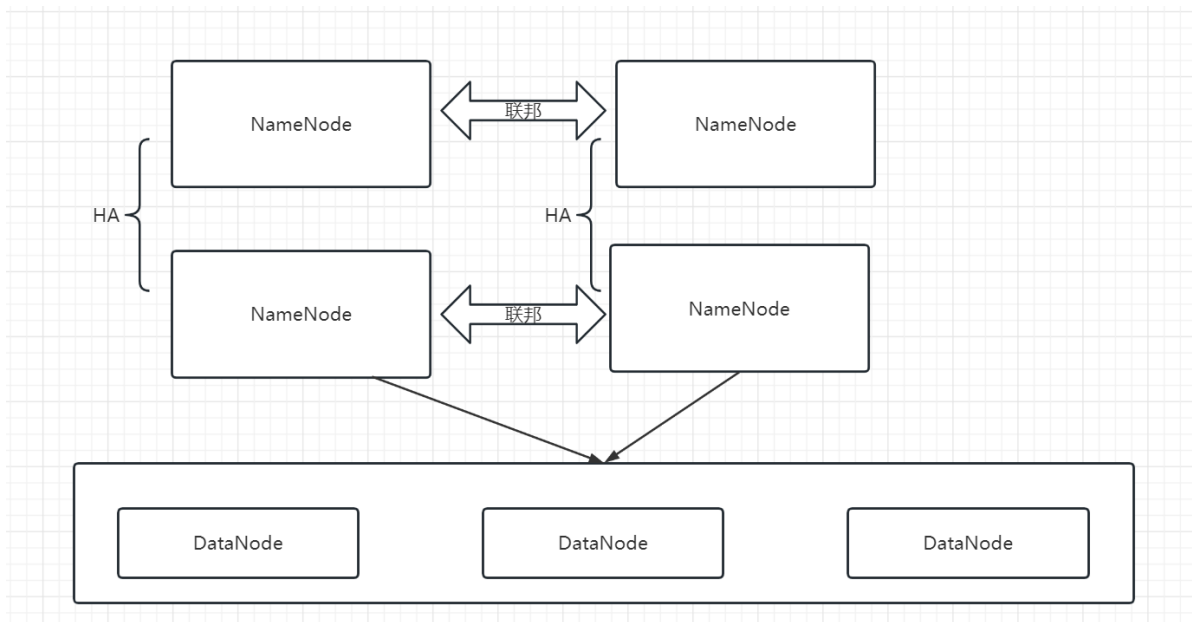 NameNode
联邦
NameNode
HA
HA
NameNode
联邦
NameNode
DataNode
DataNode
DataNode